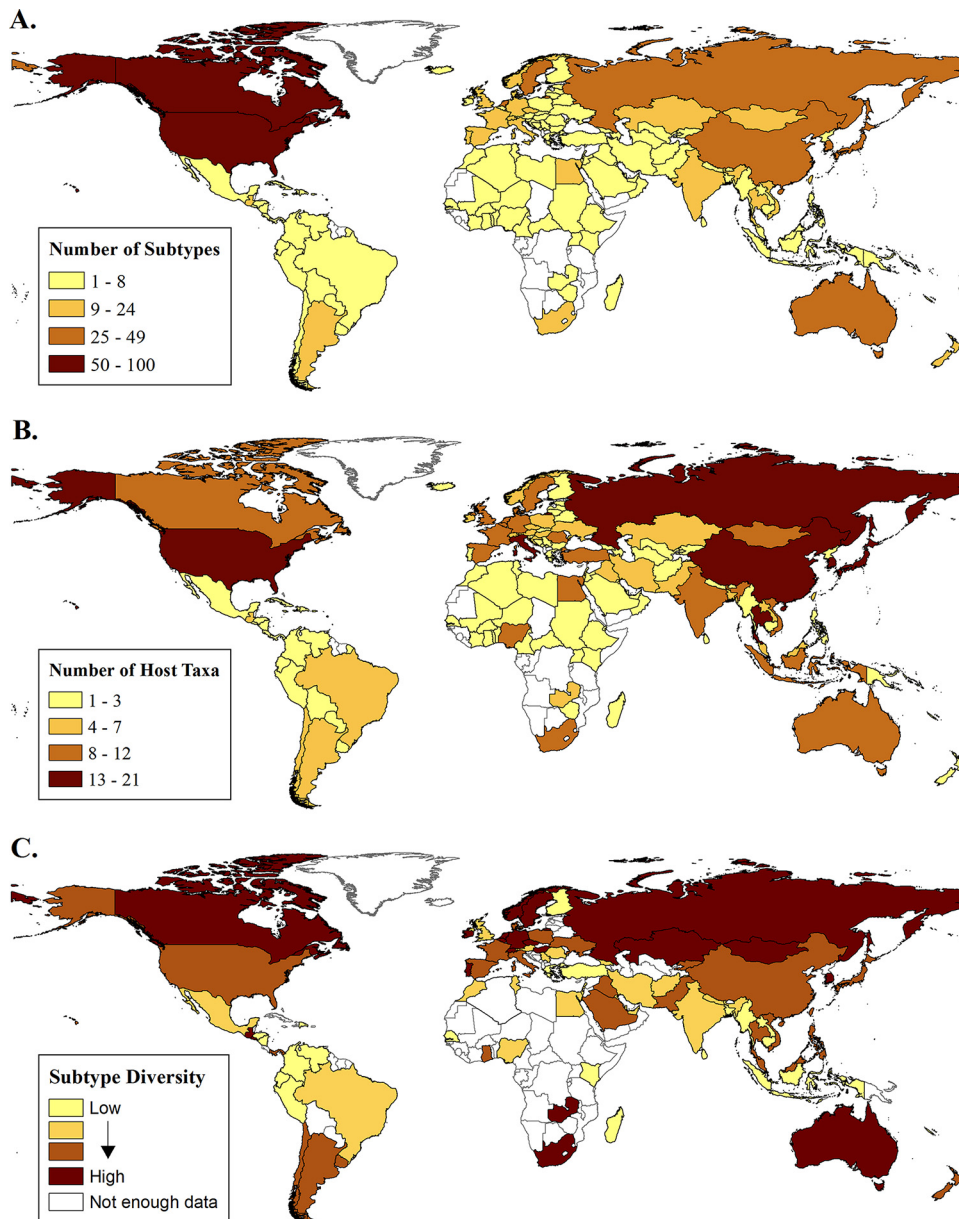 A.
Number of Subtypes
1 - 8
9 - 24
25 - 49
50 - 100
B.
Number of Host Taxa
1 - 3
4 - 7
8 - 12
13 - 21
C.
Subtype Diversity
Low
High
Not enough data